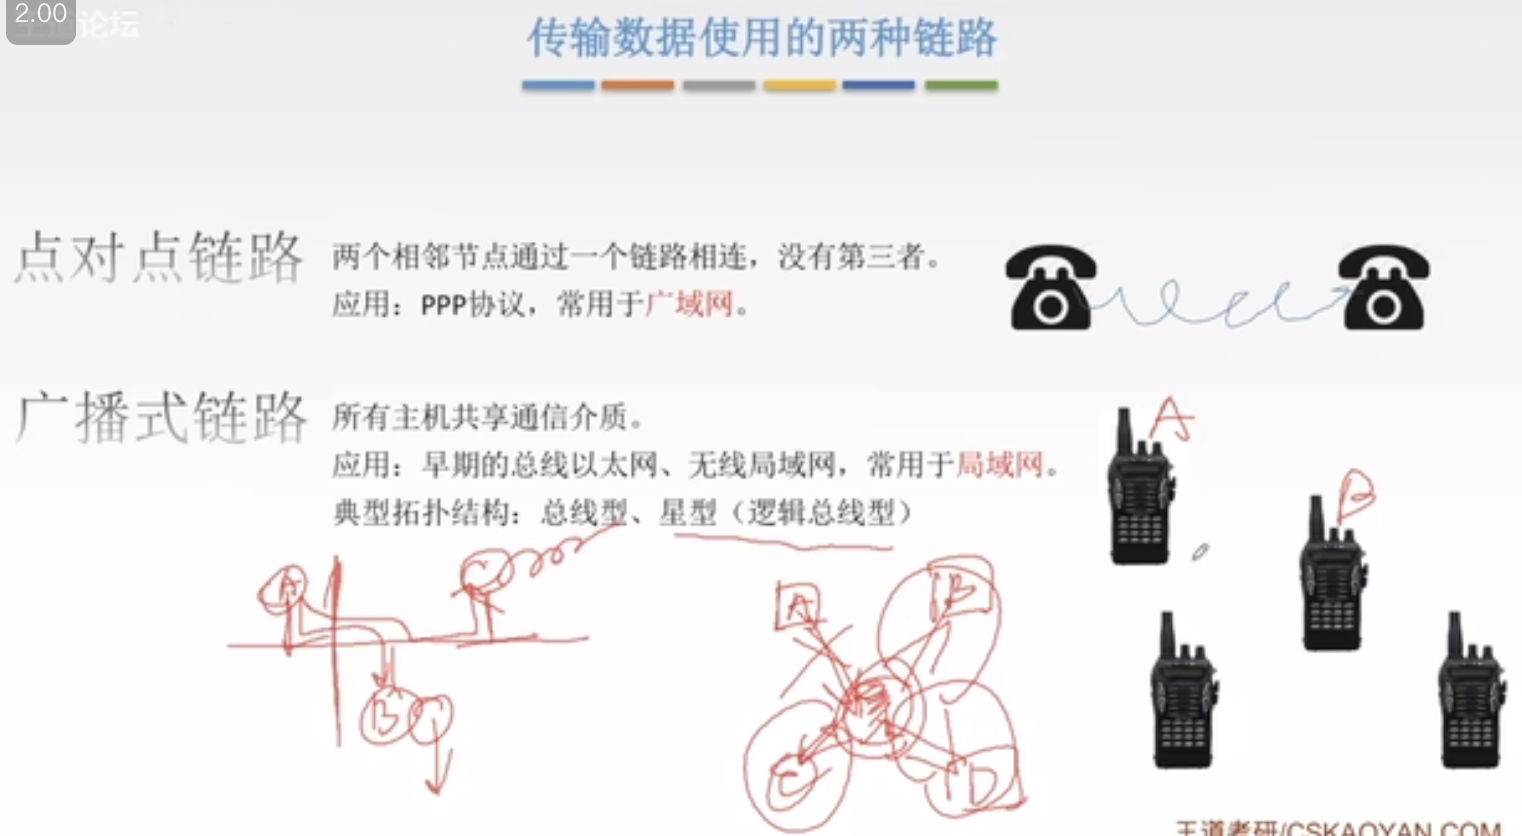 2.00
论坛
传输数据使用的两种链路
点对点链路
两个相邻节点通过一个链路相连，没有第三者。
应用：PPP协议，常用于广域网。
广播式链路
所有主机共享通信介质。
应用：早期的总线以太网、无线局域网，常用于局域网。
典型拓扑结构：总线型、星型（逻辑总线型）
A
B
A
C
B
A
B
C
D
王道考研/CSKAOYAN.COM